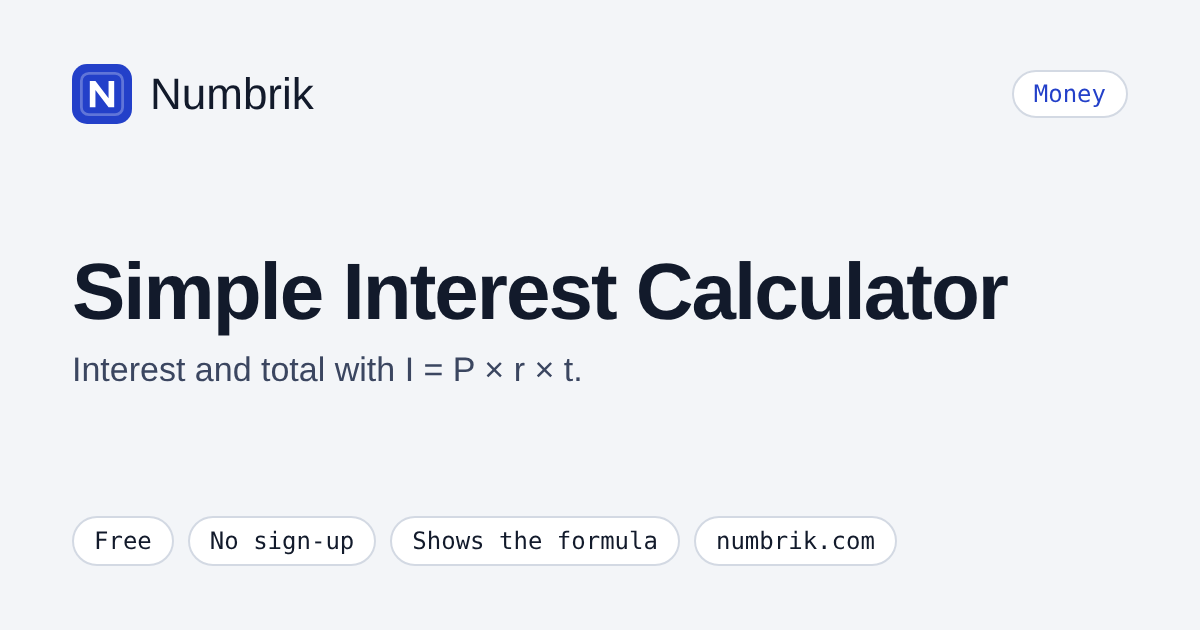 N Numbrik
Money
Simple Interest Calculator
Interest and total with I = P × r × t.
Free
No sign-up
Shows the formula
numbrik.com